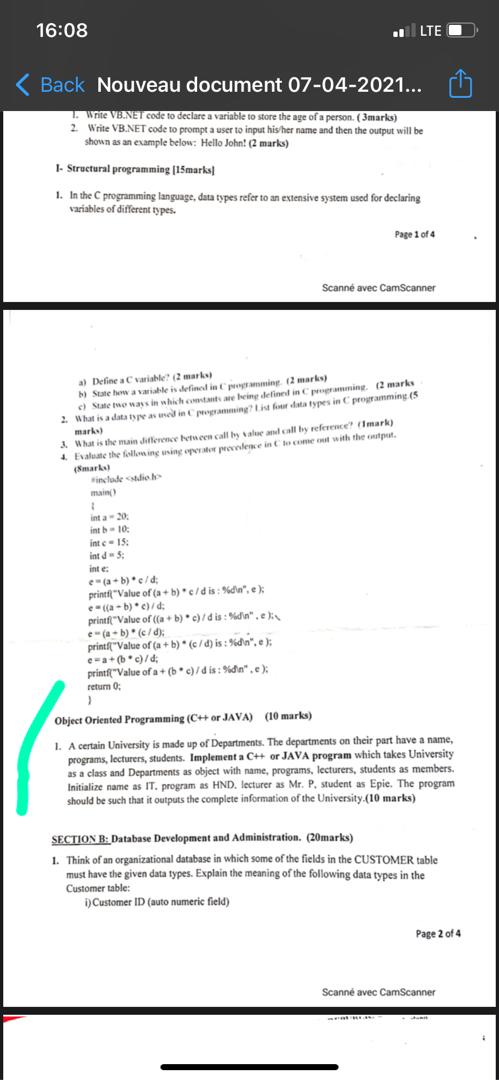 16:08
LTE
Back Nouveau document 07-04-2021...
1. Write VB.NET code to declare a variable to store the age of a person. ( 3marks)
2. Write VB.NET code to prompt a user to input his/her name and then the output will be
shown as an example below: Hello John! (2 marks)
I- Structural programming [15marks]
1. In the C programming language, data types refer to an extensive system used for declaring
variables of different types.
Page 1 of 4
Scanné avec CamScanner
a) Define a C variable? (2 marks)
b) State how a variable is defined in C programming. (2 marks)
c) State two ways in which constants are being defined in C programming. (2 marks
2. What is a data type as used in C programming? List four data types in C programming.(5
marks)
3. What is the main difference between call by value and call by reference? (1mark)
4. Evaluate the following using operator precedence in C to come out with the output.
(8marks)
#include <stdio.h>
main()
{
int a = 20;
int b = 10;
int c = 15;
int d = 5;
int e;
e = (a + b) * c / d;
printf("Value of (a + b) * c / d is : %d\n", e );
e = ((a + b) * c) / d;
printf("Value of ((a + b) * c) / d is : %d\n" , e );
e = (a + b) * (c / d);
printf("Value of (a + b) * (c / d) is : %d\n", e );
e = a + (b * c) / d;
printf("Value of a + (b * c) / d is : %d\n" , e );
return 0;
}
Object Oriented Programming (C++ or JAVA) (10 marks)
1. A certain University is made up of Departments. The departments on their part have a name,
programs, lecturers, students. Implement a C++ or JAVA program which takes University
as a class and Departments as object with name, programs, lecturers, students as members.
Initialize name as IT, program as HND, lecturer as Mr. P, student as Epie. The program
should be such that it outputs the complete information of the University.(10 marks)
SECTION B: Database Development and Administration. (20marks)
1. Think of an organizational database in which some of the fields in the CUSTOMER table
must have the given data types. Explain the meaning of the following data types in the
Customer table:
i) Customer ID (auto numeric field)
Page 2 of 4
Scanné avec CamScanner